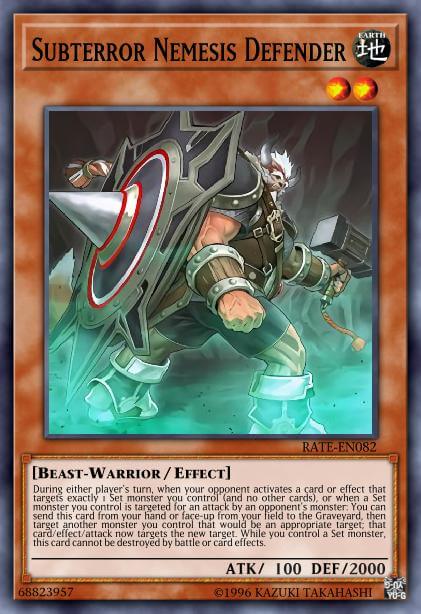 SUBTERROR NEMESIS DEFENDER
EARTH
地
RATE-EN082
[BEAST-WARRIOR / EFFECT]
During either player's turn, when your opponent activates a card or effect that
targets exactly 1 Set monster you control (and no other cards), or when a Set
monster you control is targeted for an attack by an opponent's monster: You can
send this card from your hand or face-up from your field to the Graveyard, then
target another monster you control that would be an appropriate target; that
card/effect/attack now targets the new target. While you control a Set monster,
this card cannot be destroyed by battle or card effects.
ATK/ 100 DEF/2000
68823957
©1996 KAZUKI TAKAHASHI